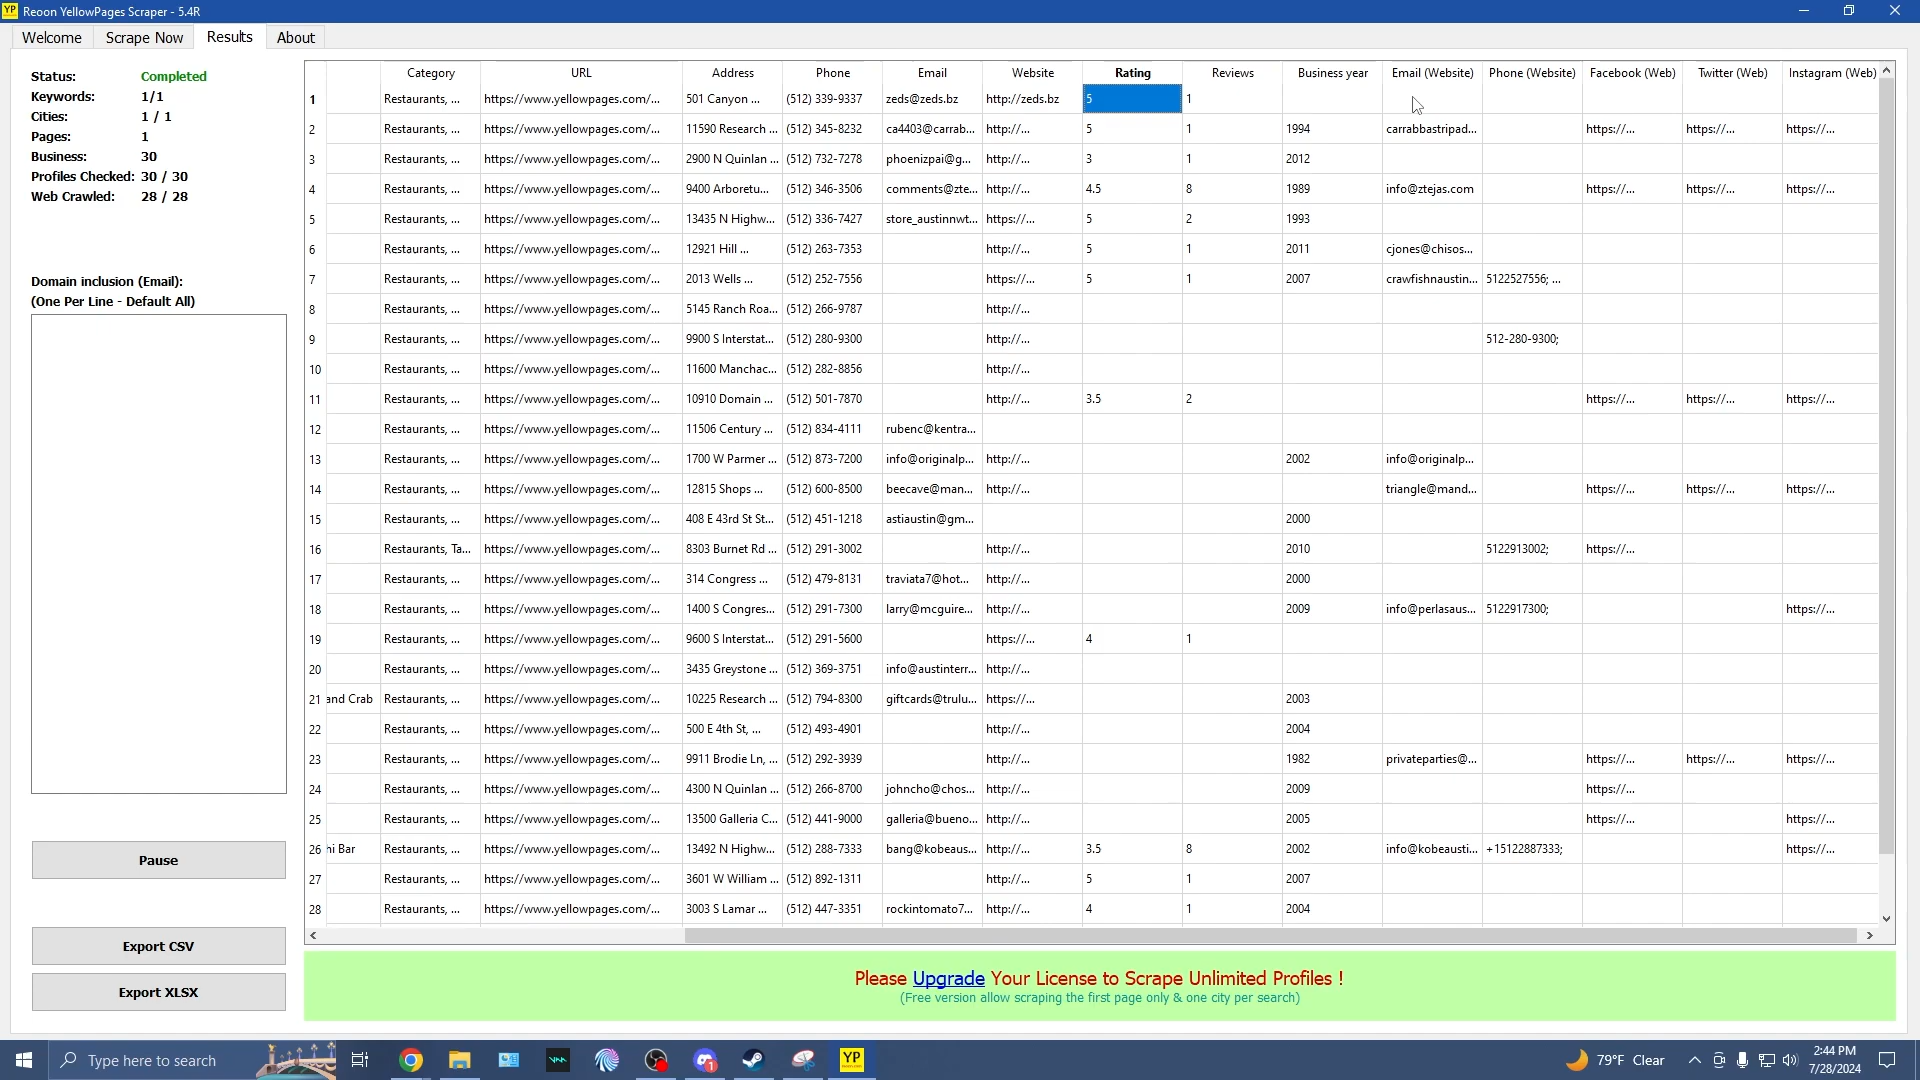 YP Reoon YellowPages Scraper - 5.4R
Welcome Scrape Now Results About
Status: Completed
Keywords: 1/1
Cities: 1 / 1
Pages: 1
Business: 30
Profiles Checked: 30 / 30
Web Crawled: 28 / 28
Domain inclusion (Email):
(One Per Line - Default All)
Pause
Export CSV
Export XLSX
Category URL Address Phone Email Website Rating Reviews Business year Email (Website) Phone (Website) Facebook (Web) Twitter (Web) Instagram (Web)
1 Restaurants, ... https://www.yellowpages.com/... 501 Canyon ... (512) 339-9337 zeds@zeds.bz http://zeds.bz 5 1
2 Restaurants, ... https://www.yellowpages.com/... 11590 Research ... (512) 345-8232 ca4403@carrab... http://... 5 1 1994 carrabbastripad... https://... https://... https://...
3 Restaurants, ... https://www.yellowpages.com/... 2900 N Quinlan ... (512) 732-7278 phoenizpai@g... http://... 3 1 2012
4 Restaurants, ... https://www.yellowpages.com/... 9400 Arboretu... (512) 346-3506 comments@zte... http://... 4.5 8 1989 info@ztejas.com https://... https://... https://...
5 Restaurants, ... https://www.yellowpages.com/... 13435 N Highw... (512) 336-7427 store_austinnwt... https://... 5 2 1993
6 Restaurants, ... https://www.yellowpages.com/... 12921 Hill ... (512) 263-7353 http://... 5 1 2011 cjones@chisos...
7 Restaurants, ... https://www.yellowpages.com/... 2013 Wells ... (512) 252-7556 https://... 5 1 2007 crawfishnaustin... 5122527556; ...
8 Restaurants, ... https://www.yellowpages.com/... 5145 Ranch Roa... (512) 266-9787 http://...
9 Restaurants, ... https://www.yellowpages.com/... 9900 S Interstat... (512) 280-9300 http://... 512-280-9300;
10 Restaurants, ... https://www.yellowpages.com/... 11600 Manchac... (512) 282-8856 http://...
11 Restaurants, ... https://www.yellowpages.com/... 10910 Domain ... (512) 501-7870 http://... 3.5 2 https://... https://... https://...
12 Restaurants, ... https://www.yellowpages.com/... 11506 Century ... (512) 834-4111 rubenc@kentra...
13 Restaurants, ... https://www.yellowpages.com/... 1700 W Parmer ... (512) 873-7200 info@originalp... http://... 2002 info@originalp...
14 Restaurants, ... https://www.yellowpages.com/... 12815 Shops ... (512) 600-8500 beecave@man... http://... triangle@mand... https://... https://... https://...
15 Restaurants, ... https://www.yellowpages.com/... 408 E 43rd St St... (512) 451-1218 astiaustin@gm... 2000
16 Restaurants, Ta... https://www.yellowpages.com/... 8303 Burnet Rd ... (512) 291-3002 http://... 2010 5122913002; https://...
17 Restaurants, ... https://www.yellowpages.com/... 314 Congress ... (512) 479-8131 traviata7@hot... http://... 2000
18 Restaurants, ... https://www.yellowpages.com/... 1400 S Congres... (512) 291-7300 larry@mcguire... http://... 2009 info@perlasaus... 5122917300; https://...
19 Restaurants, ... https://www.yellowpages.com/... 9600 S Interstat... (512) 291-5600 https://... 4 1
20 Restaurants, ... https://www.yellowpages.com/... 3435 Greystone ... (512) 369-3751 info@austinterr... http://...
21 and Crab Restaurants, ... https://www.yellowpages.com/... 10225 Research ... (512) 794-8300 giftcards@trulu... https://... 2003
22 Restaurants, ... https://www.yellowpages.com/... 500 E 4th St, ... (512) 493-4901 http://... 2004
23 Restaurants, ... https://www.yellowpages.com/... 9911 Brodie Ln, ... (512) 292-3939 http://... 1982 privateparties@... https://... https://... https://...
24 Restaurants, ... https://www.yellowpages.com/... 4300 N Quinlan ... (512) 266-8700 johncho@chos... http://... 2009 https://...
25 Restaurants, ... https://www.yellowpages.com/... 13500 Galleria C... (512) 441-9000 galleria@bueno... http://... 2005 https://... https://...
26 hi Bar Restaurants, ... https://www.yellowpages.com/... 13492 N Highw... (512) 288-7333 bang@kobeaus... http://... 3.5 8 2002 info@kobeausti... +15122887333; https://...
27 Restaurants, ... https://www.yellowpages.com/... 3601 W William ... (512) 892-1311 http://... 5 1 2007
28 Restaurants, ... https://www.yellowpages.com/... 3003 S Lamar ... (512) 447-3351 rockintomato7... http://... 4 1 2004
Please Upgrade Your License to Scrape Unlimited Profiles !
(Free version allow scraping the first page only & one city per search)
Type here to search YP 79°F Clear 2:44 PM
7/28/2024